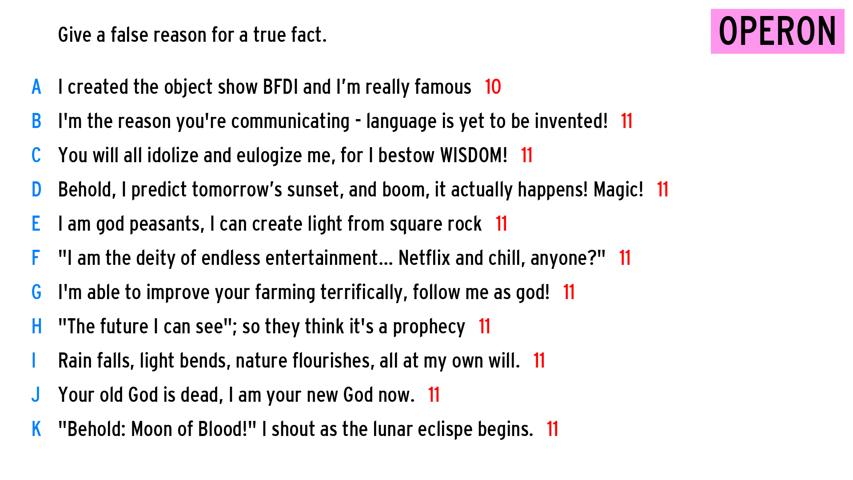 Give a false reason for a true fact.
OPERON
A I created the object show BFDI and I'm really famous 10
B I'm the reason you're communicating - language is yet to be invented! 11
C You will all idolize and eulogize me, for I bestow WISDOM! 11
D Behold, I predict tomorrow's sunset, and boom, it actually happens! Magic! 11
E I am god peasants, I can create light from square rock 11
F "I am the deity of endless entertainment... Netflix and chill, anyone?" 11
G I'm able to improve your farming terrifically, follow me as god! 11
H "The future I can see"; so they think it's a prophecy 11
I Rain falls, light bends, nature flourishes, all at my own will. 11
J Your old God is dead, I am your new God now. 11
K "Behold: Moon of Blood!" I shout as the lunar eclispe begins. 11